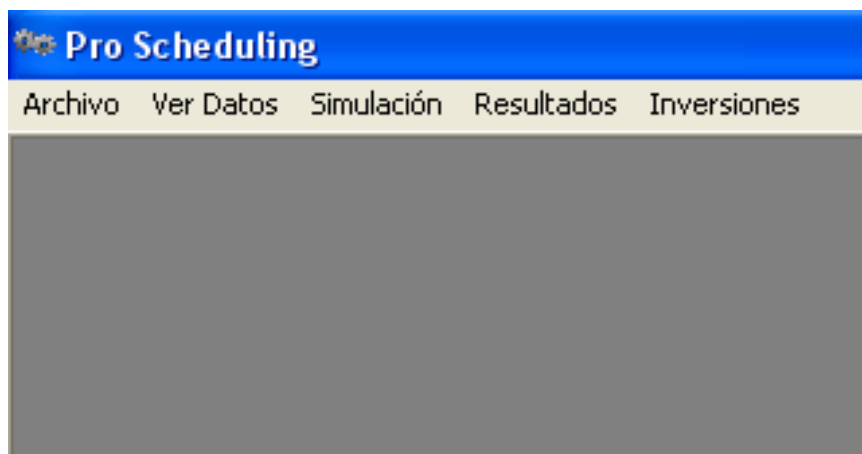 Pro Scheduling
Archivo Ver Datos Simulación Resultados Inversiones